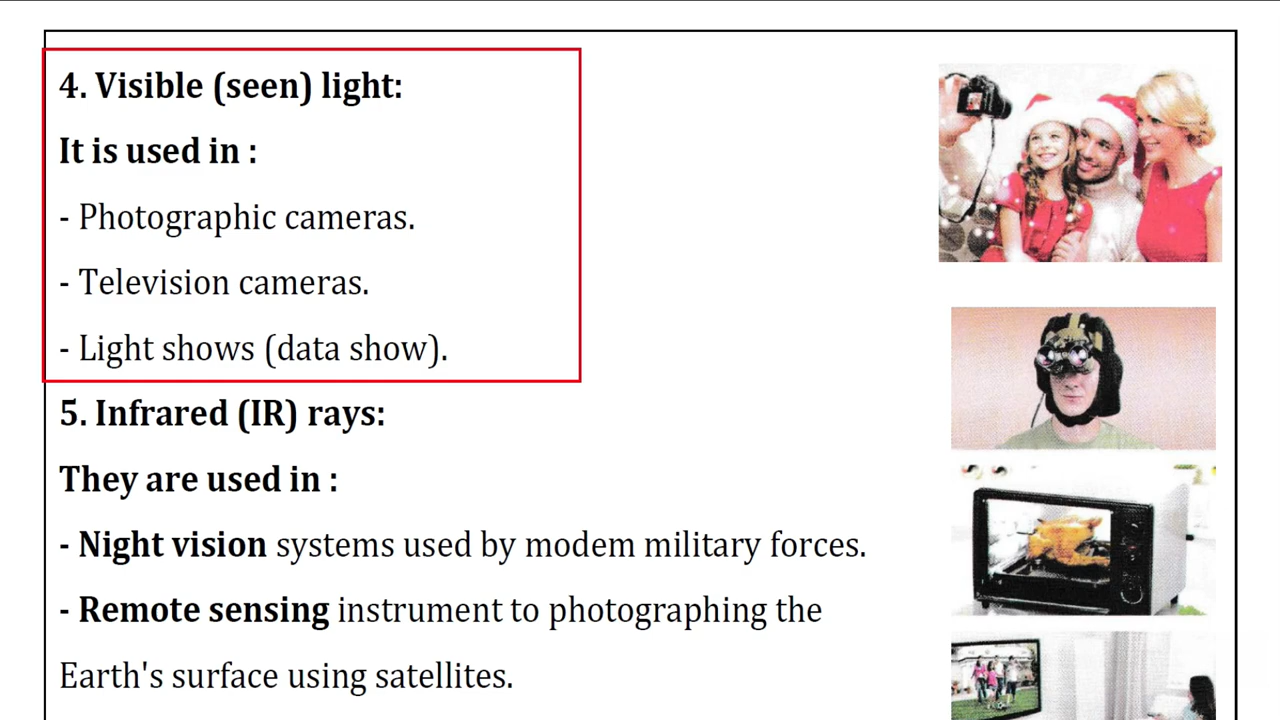 4. Visible (seen) light:
It is used in :
- Photographic cameras.
- Television cameras.
- Light shows (data show).
5. Infrared (IR) rays:
They are used in :
- Night vision systems used by modem military forces.
- Remote sensing instrument to photographing the
Earth's surface using satellites.